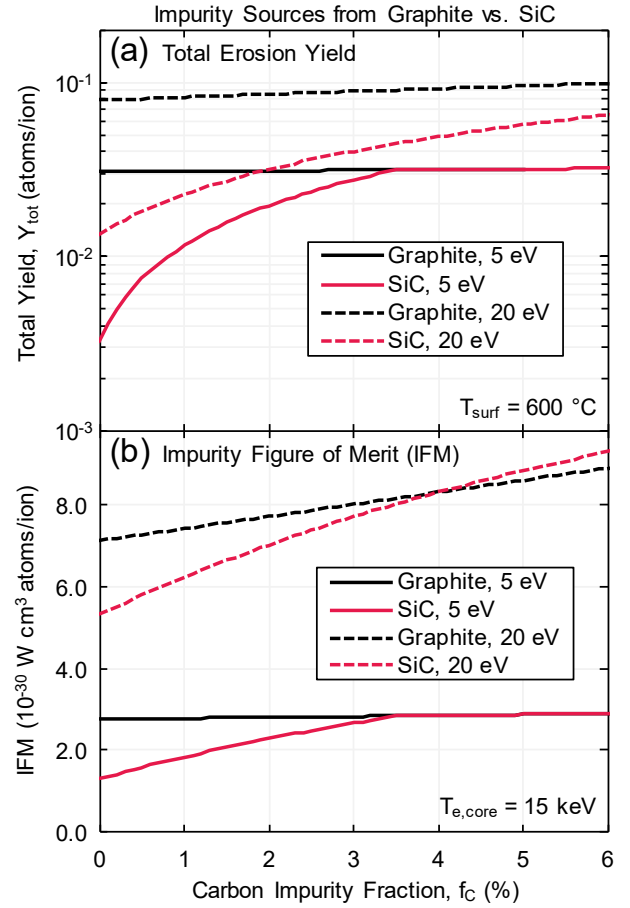 Impurity Sources from Graphite vs. SiC
(a) Total Erosion Yield
10⁻¹
10⁻²
10⁻³
Total Yield, Y_tot (atoms/ion)
Graphite, 5 eV
SiC, 5 eV
Graphite, 20 eV
SiC, 20 eV
T_surf = 600 °C
(b) Impurity Figure of Merit (IFM)
8.0
6.0
4.0
2.0
0.0
IFM (10⁻³⁰ W cm³ atoms/ion)
Graphite, 5 eV
SiC, 5 eV
Graphite, 20 eV
SiC, 20 eV
T_e,core = 15 keV
0 1 2 3 4 5 6
Carbon Impurity Fraction, f_C (%)